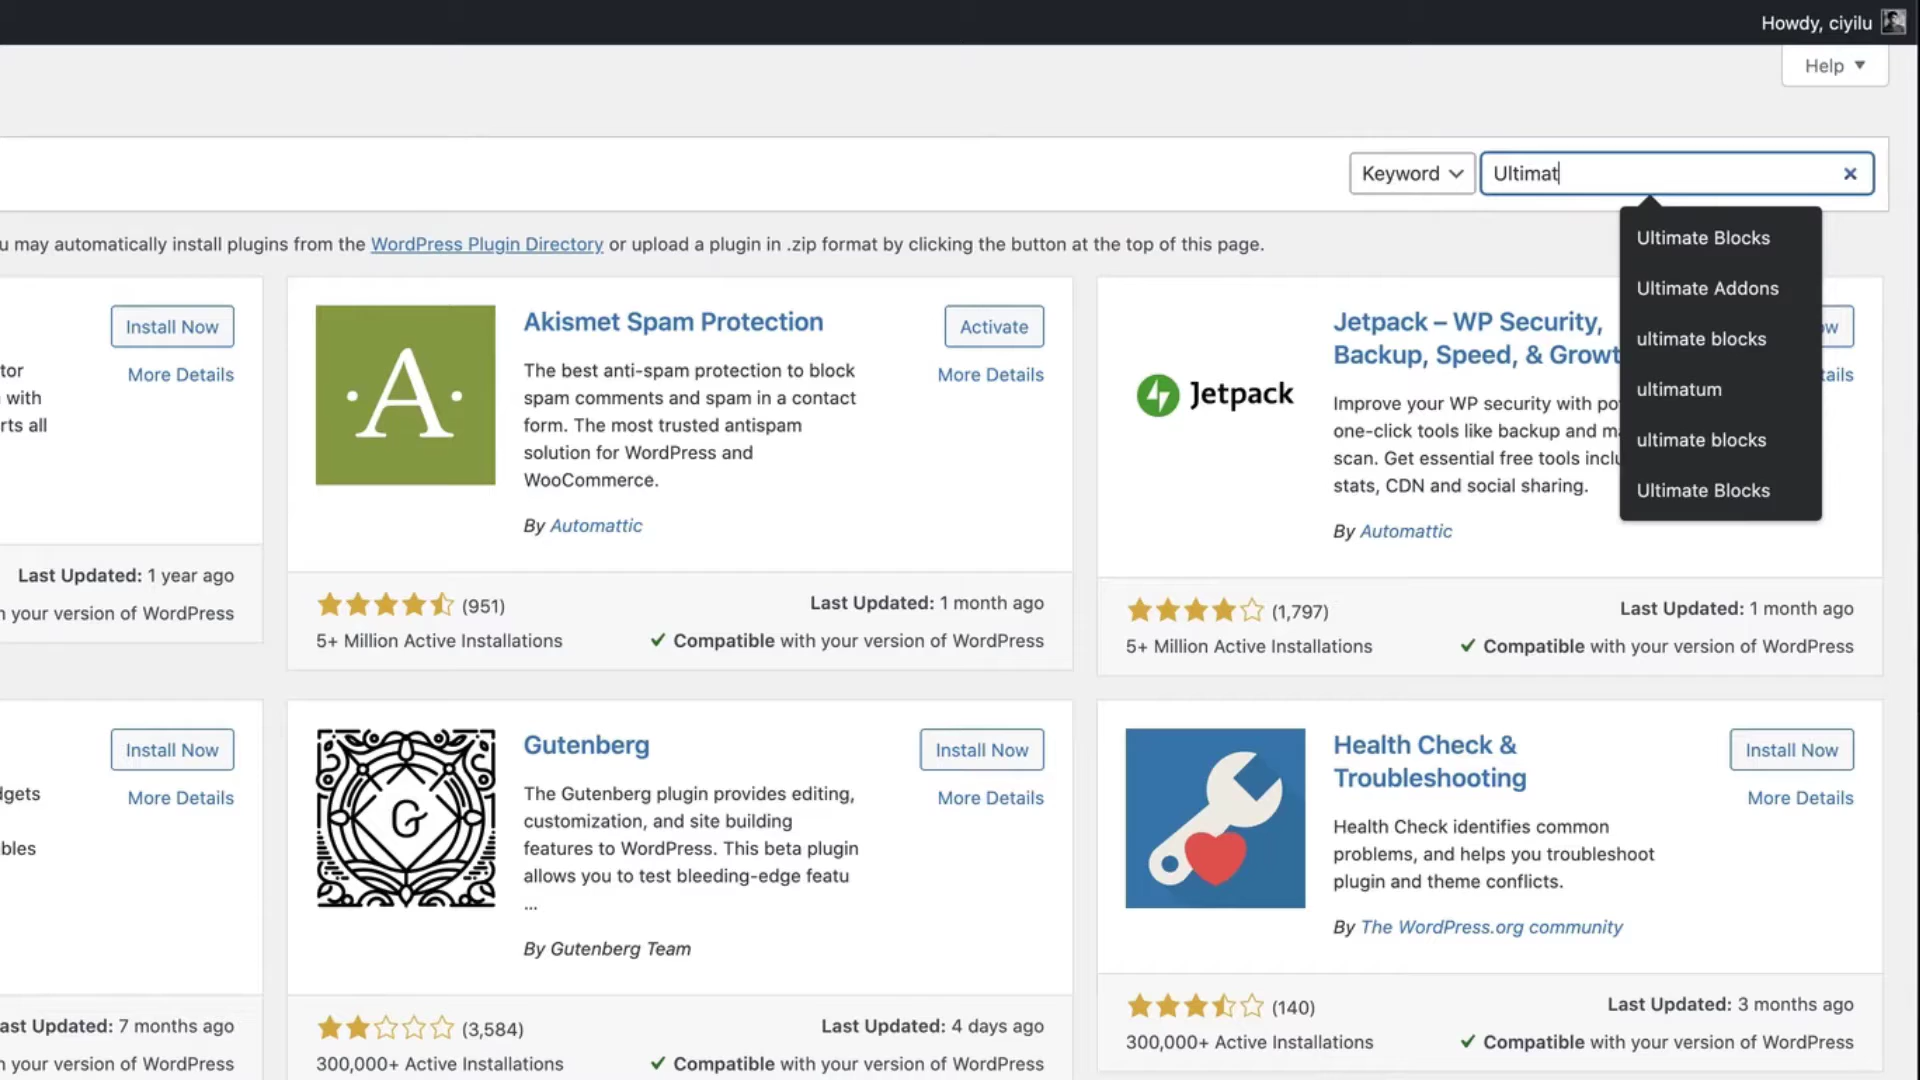 Howdy, ciyilu
Help
Keyword
Ultimat
Ultimate Blocks
Ultimate Addons
ultimate blocks
ultimatum
ultimate blocks
Ultimate Blocks
u may automatically install plugins from the WordPress Plugin Directory or upload a plugin in .zip format by clicking the button at the top of this page.
Install Now
More Details
tor
with
rts all
Last Updated: 1 year ago
your version of WordPress
A
Akismet Spam Protection
Activate
More Details
The best anti-spam protection to block
spam comments and spam in a contact
form. The most trusted antispam
solution for WordPress and
WooCommerce.
By Automattic
(951)
Last Updated: 1 month ago
5+ Million Active Installations
Compatible with your version of WordPress
Jetpack
Jetpack – WP Security,
Backup, Speed, & Growt
ow
ails
Improve your WP security with po
one-click tools like backup and m
scan. Get essential free tools inclu
stats, CDN and social sharing.
By Automattic
(1,797)
Last Updated: 1 month ago
5+ Million Active Installations
Compatible with your version of WordPress
Install Now
More Details
dgets
bles
ast Updated: 7 months ago
your version of WordPress
G
Gutenberg
Install Now
More Details
The Gutenberg plugin provides editing,
customization, and site building
features to WordPress. This beta plugin
allows you to test bleeding-edge featu
...
By Gutenberg Team
(3,584)
Last Updated: 4 days ago
300,000+ Active Installations
Compatible with your version of WordPress
Health Check &
Troubleshooting
Install Now
More Details
Health Check identifies common
problems, and helps you troubleshoot
plugin and theme conflicts.
By The WordPress.org community
(140)
Last Updated: 3 months ago
300,000+ Active Installations
Compatible with your version of WordPress